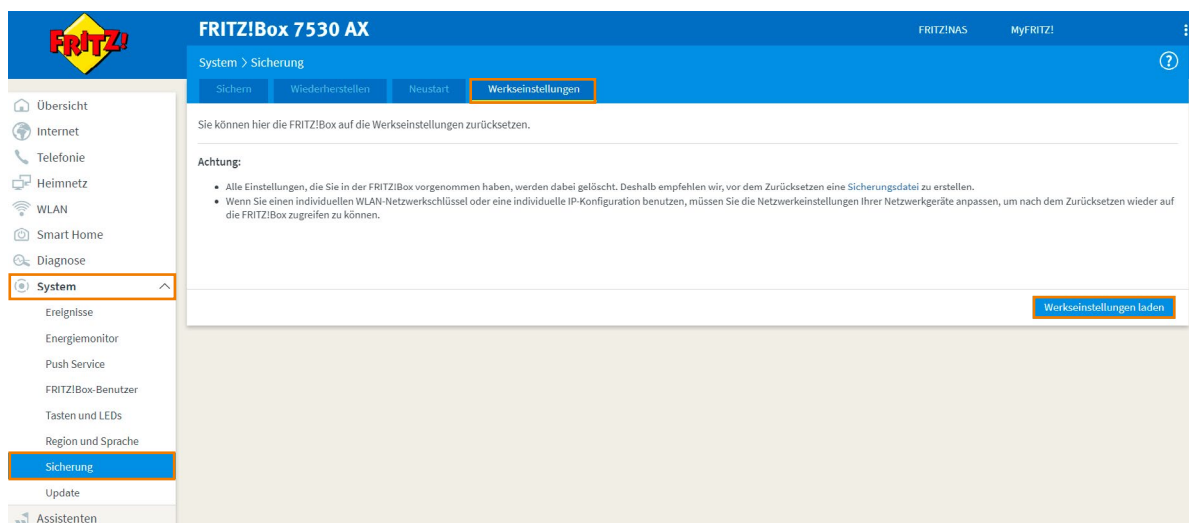 FRITZ!
FRITZ!Box 7530 AX
FRITZ!NAS MyFRITZ!
System > Sicherung
Sichern Wiederherstellen Neustart Werkseinstellungen
Übersicht
Internet
Telefonie
Heimnetz
WLAN
Smart Home
Diagnose
System
Ereignisse
Energiemonitor
Push Service
FRITZ!Box-Benutzer
Tasten und LEDs
Region und Sprache
Sicherung
Update
Assistenten
Sie können hier die FRITZ!Box auf die Werkseinstellungen zurücksetzen.
Achtung:
• Alle Einstellungen, die Sie in der FRITZ!Box vorgenommen haben, werden dabei gelöscht. Deshalb empfehlen wir, vor dem Zurücksetzen eine Sicherungsdatei zu erstellen.
• Wenn Sie einen individuellen WLAN-Netzwerkschlüssel oder eine individuelle IP-Konfiguration benutzen, müssen Sie die Netzwerkeinstellungen Ihrer Netzwerkgeräte anpassen, um nach dem Zurücksetzen wieder auf
die FRITZ!Box zugreifen zu können.
Werkseinstellungen laden